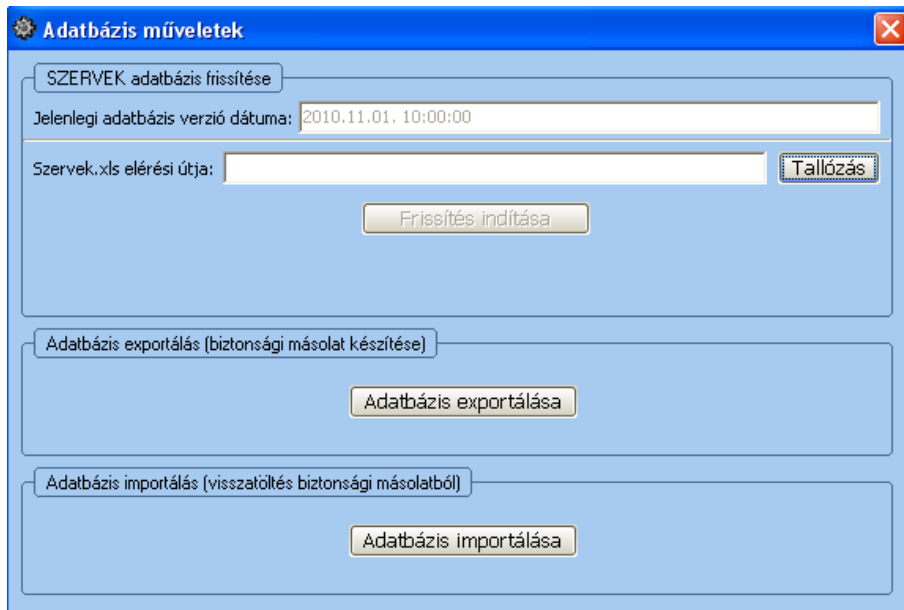 Adatbázis műveletek
SZERVEK adatbázis frissítése
Jelenlegi adatbázis verzió dátuma: 2010.11.01. 10:00:00
Szervek.xls elérési útja: Tallózás
Frissítés indítása
Adatbázis exportálás (biztonsági másolat készítése)
Adatbázis exportálása
Adatbázis importálás (visszatöltés biztonsági másolatból)
Adatbázis importálása